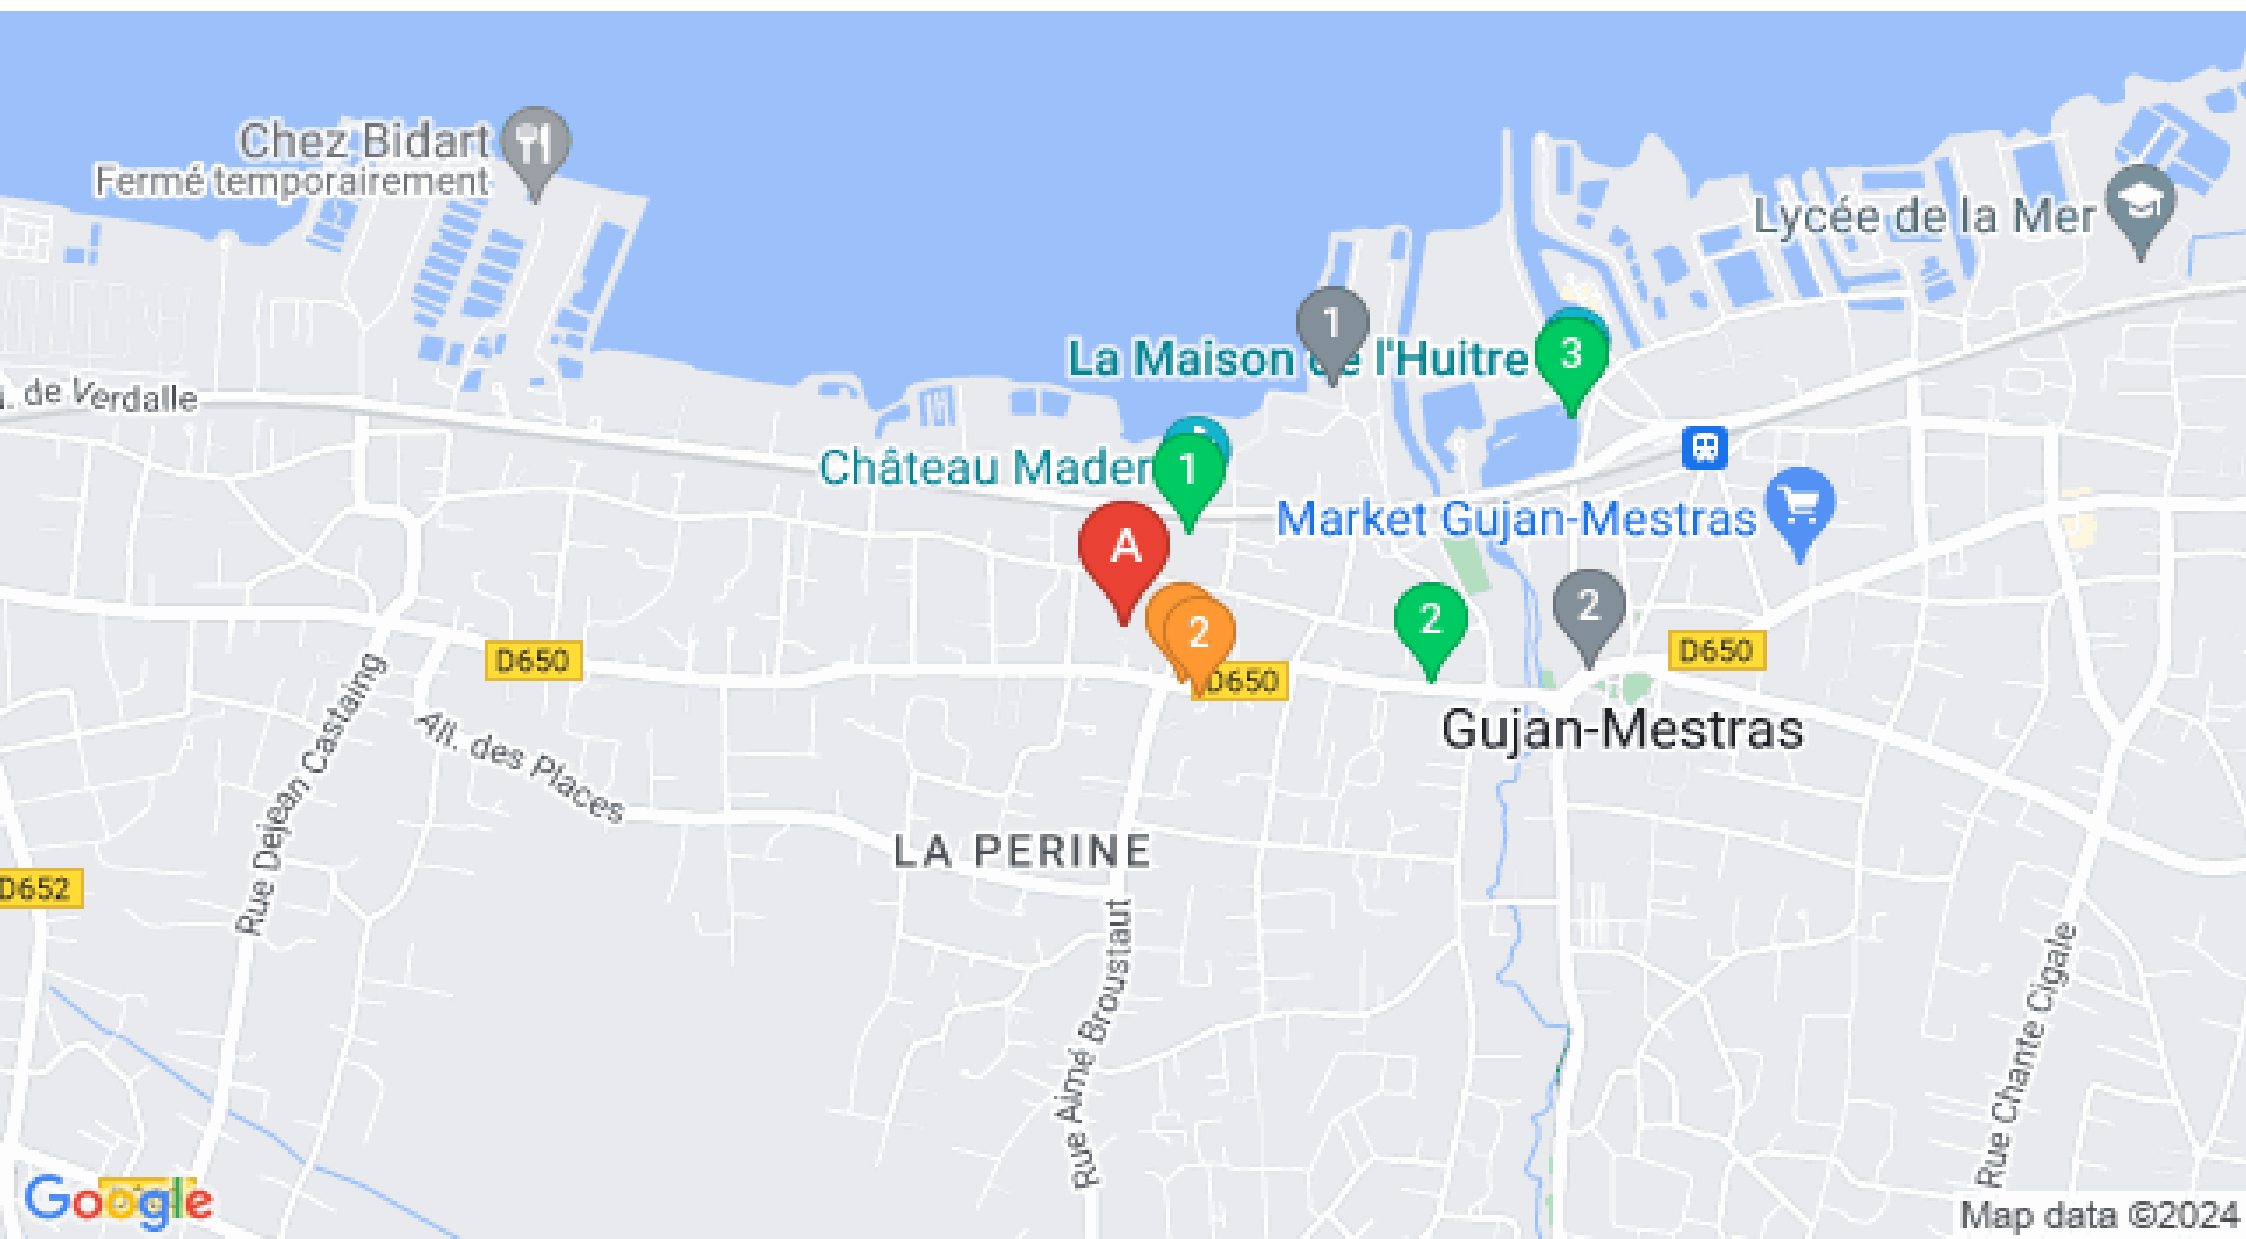 Chez Bidart
Fermé temporairement
Lycée de la Mer
1
La Maison de l'Huitre
3
de Verdalle
Château Mader
1
Market Gujan-Mestras
A
2
2
2
D650
D650
D650
Gujan-Mestras
Rue Dejean Castaing
All. des Places
LA PERINE
D652
Rue Aimé Broustaut
Rue Chante Cigale
Google
Map data ©2024